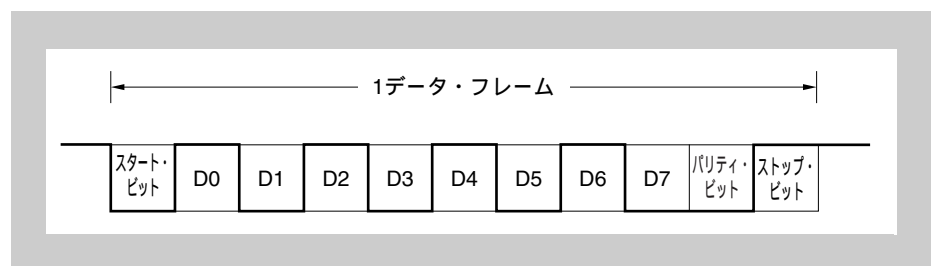 1データ・フレーム
スタート・
ビット
D0
D1
D2
D3
D4
D5
D6
D7
パリティ・
ビット
ストップ・
ビット